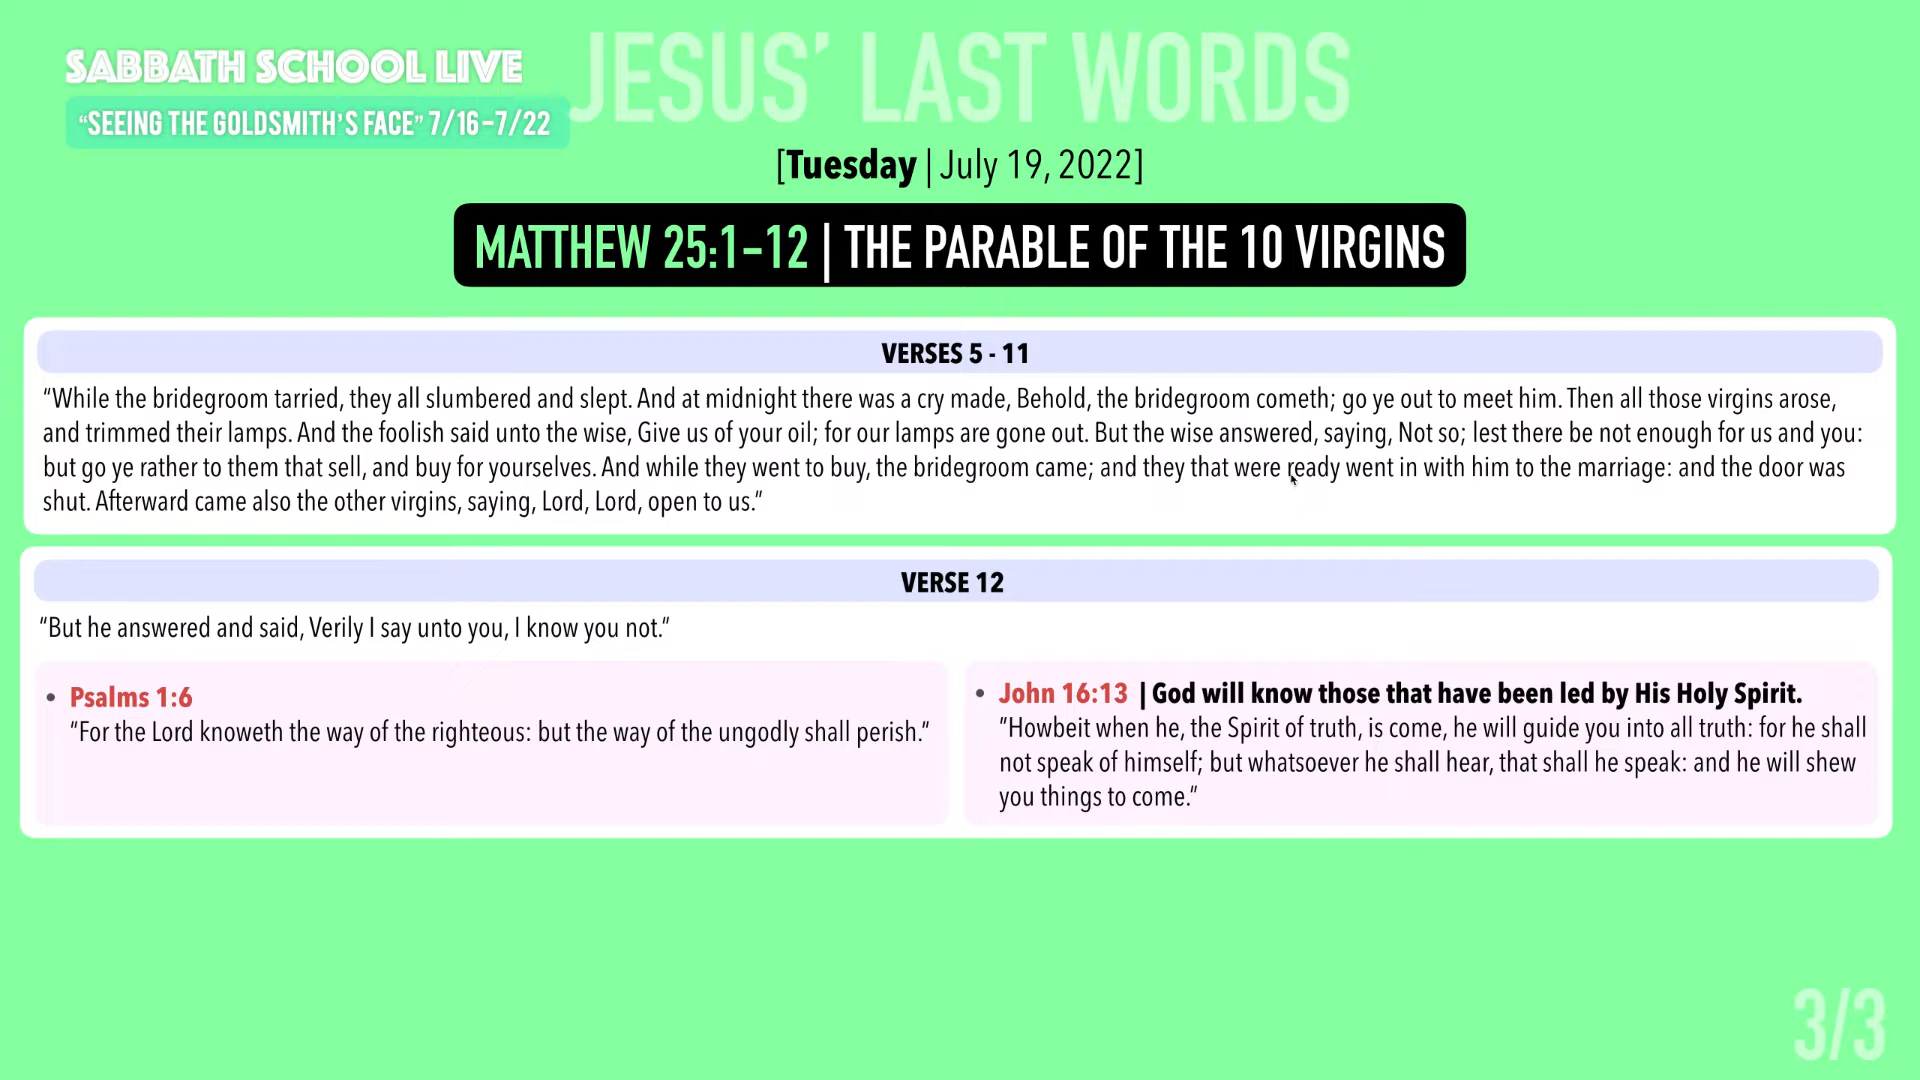 SABBATH SCHOOL LIVE
“SEEING THE GOLDSMITH’S FACE” 7/16–7/22
JESUS’ LAST WORDS
[Tuesday | July 19, 2022]
MATTHEW 25:1–12 | THE PARABLE OF THE 10 VIRGINS
VERSES 5 - 11
“While the bridegroom tarried, they all slumbered and slept. And at midnight there was a cry made, Behold, the bridegroom cometh; go ye out to meet him. Then all those virgins arose,
and trimmed their lamps. And the foolish said unto the wise, Give us of your oil; for our lamps are gone out. But the wise answered, saying, Not so; lest there be not enough for us and you:
but go ye rather to them that sell, and buy for yourselves. And while they went to buy, the bridegroom came; and they that were ready went in with him to the marriage: and the door was
shut. Afterward came also the other virgins, saying, Lord, Lord, open to us.“
VERSE 12
“But he answered and said, Verily I say unto you, I know you not.“
• Psalms 1:6
“For the Lord knoweth the way of the righteous: but the way of the ungodly shall perish.”
• John 16:13 | God will know those that have been led by His Holy Spirit.
“Howbeit when he, the Spirit of truth, is come, he will guide you into all truth: for he shall
not speak of himself; but whatsoever he shall hear, that shall he speak: and he will shew
you things to come.“
3/3